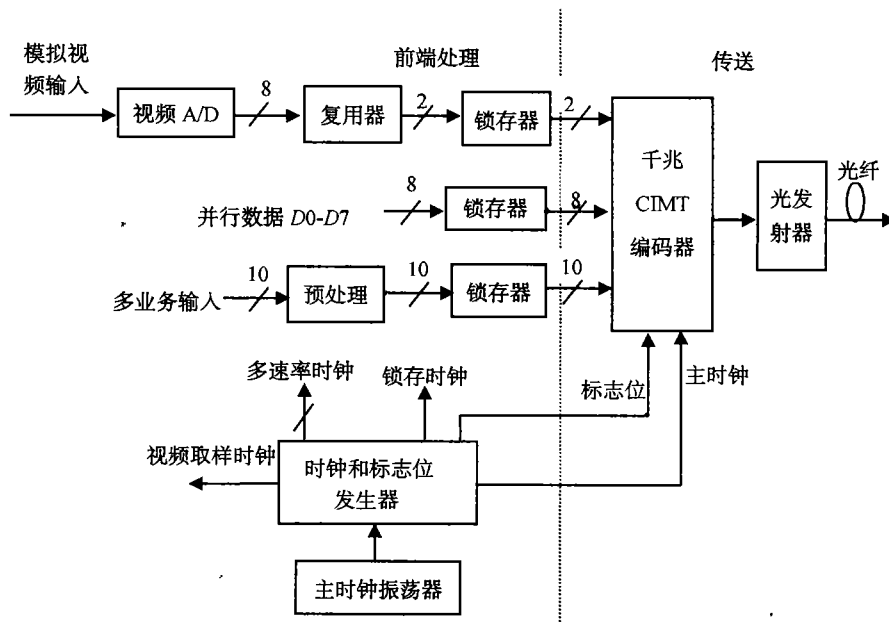 模拟视
频输入
前端处理
传送
视频 A/D
8
复用器
2
锁存器
2
千兆
CIMT
编码器
光发
射器
光纤
并行数据 D0-D7
8
锁存器
8
多业务输入
10
预处理
10
锁存器
10
多速率时钟
锁存时钟
标志位
主时钟
视频取样时钟
时钟和标志位
发生器
主时钟振荡器